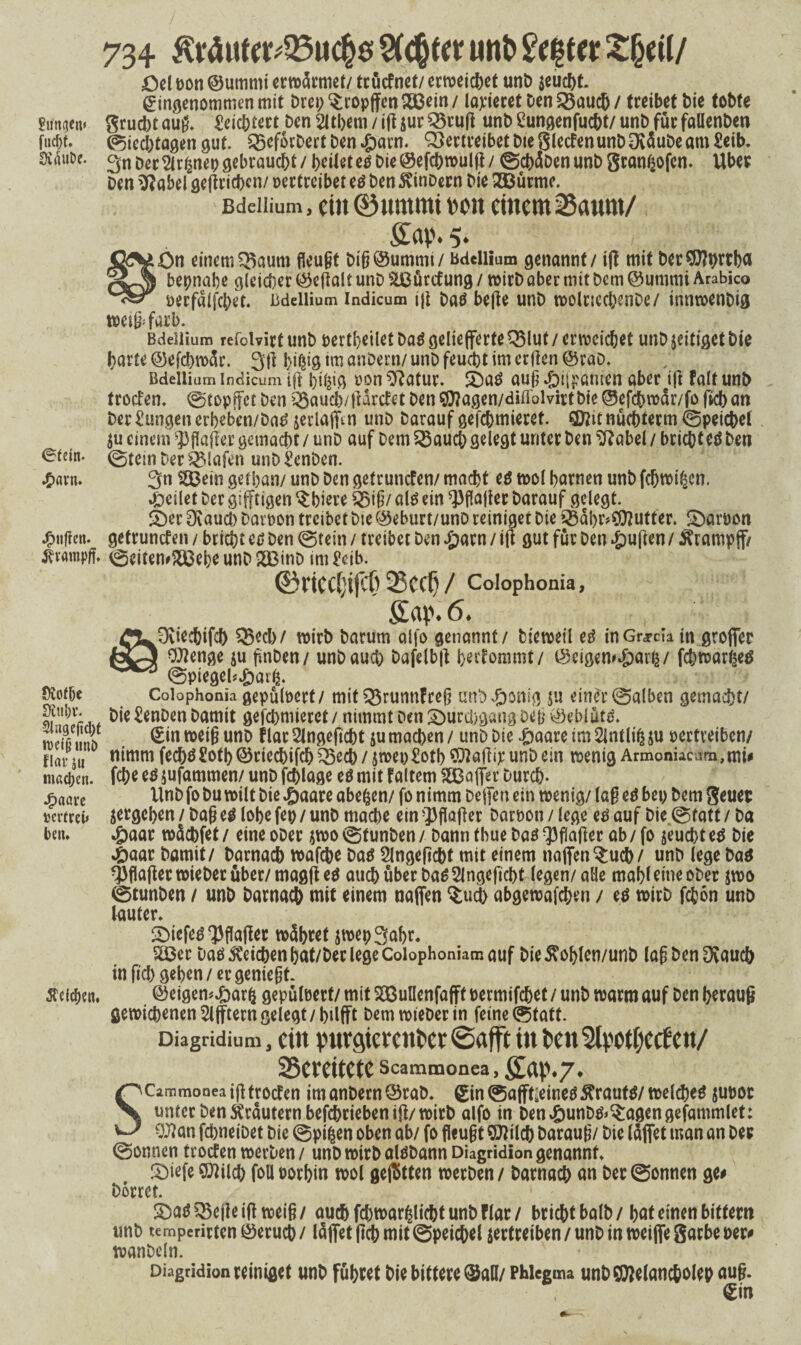 734 Kräuter-Buchs Achter und Letzter Theil/
Oel von Gummi erwärmet/ trücknet/ erweichet und zeucht.
Eingenommen mit drey Tropffen Wein / laxieret den Bauch / treibet die todte
Lungen- Frucht auß. Leichtert den Athem / ist zur Brust und Lungensucht/ und für fallenden
sucht. Siechtagen gut. Befördert den Harn. Vertreibet die Flecken und Räude am Leib.
Räude. In der Artzney gebraucht / heilet es die Geschwulst / Schäden und Frantzosen. Uber
den Nabel gestrichen/ vertreibet es den Kindern die Würme.
Bdellium, ein Gummi von einem Baum/
Cap. 5.
VOn einem Baum fleußt diß Gummi / Bdellium genannt / ist mit der Myrrha
beynahe gleicher Gestalt und Würckung / wird aber mit dem Gummi Arabico
verfälschet. Bdellium Indicum ist das beste und wolriechende/ innwendig
weiß-farb.
Bdellium resolvirt und vertheilet das gelieferte Blut / erweichet und zeitiget die
harte Geschwär. Ist hitzig im andern/ und feucht im ersten Grad.
Bdellium Indicum ist hitzig von Natur. Das auß Hispanien aber ist kalt und
trocken. Stopffet den Bauch/ stärcket den Magen/ dissolvirt die Geschwär/ so sich an
der Lungen erheben/ das zerlassen und darauf geschmieret. Mit nüchterm Speichel
zu einem Pflaster gemacht / und auf dem Bauch gelegt unter den Nabel / bricht es den
Stein. Stein der Blasen und Lenden.
Harn. In Wein gethan/ und den getruncken/ macht es wol harnen und schwitzen.
Heilet der gifftigen Thiere Biß/ als ein Pflaster darauf gelegt.
Der Rauch darvon treibet die Geburt/ und reiniget die Bähr-Mutter. Darvon
Husten. getruncken / bricht es den Stein / treibet den Harn / ist gut für den Husten / Krampff/
Krampff. Seiten-Wehe und Wind im Leib.
Griechisch Bech / Colophonia,
Cap. 6.
GRiechisch Bech/ wird darum also genannt/ dieweil es in Græcia in grosser
Menge zu finden/ und auch daselbst herkommt/ Geigen-Hartz/ schwartzes
Spiegel-Hartz.
Rothe Colophonia gepülvert/ mit Brunnkreß und Honig zu einer Salben gemacht/
Ruhr. die Lenden damit geschmieret / nimmt den Durchgang deß Geblüts.
Angesicht Ein weiß und klar Angesicht zu machen/ und die Haare im Antlitz zu vertreiben/
weiß und
klar zu nimm sechs Loth Griechisch Bech / zwey Loth Mastix und ein wenig Armoniacum, mi-
machen. sche es zusammen/ und schlage es mit kaltem Wasser durch.
Haare Und so du wilt die Haare abetzen/ so nimm dessen ein wenig/ laß es bey dem Feuer
vertrei- zergehen / daß es lohe sey / und mache ein Pflaster darvon / lege es auf die Statt / da
ben. Haar wächset / eine oder zwo Stunden / dann thue das Pflaster ab / so zeucht es die
Haar damit / darnach wasche das Angesicht mit einem nassen Tuch / und lege das
Pflaster wieder über/ magst es auch über das Angesicht legen/ alle mahl eine oder zwo
Stunden / und darnach mit einem nassen Tuch abgewaschen / es wird schön und
lauter.
Dieses Pflaster währet zwey Jahr.
Wer das Keichen hat/ der lege Colophoniam auf die Kohlen/ und laß den Rauch
in sich gehen / er genießt.
Keichen. Geigen-Hartz gepülvert/ mit Wullensafft vermischet / und warm auf den herauß
gewichenen Afftern gelegt / hilfft dem wieder in seine Statt.
Diagridium, ein purgierender Safft in den Apothecken/
Bereitete Scammonea, Cap. 7.
SCammonea ist trocken im andern Grad. Ein Safft eines Krauts/ welches zuvor
unter den Kräutern beschrieben ist/ wird also in den Hunds-Tagen gesammlet:
Man schneidet die Spitzen oben ab/ so fleußt Milch darauß/ die lässet man an der
Sonnen trocken werden / und wird alsdann Diagridion genannt.
Diese Milch soll vorhin wol gesotten werden / darnach an der Sonnen ge-
dörret.
Das Beste ist weiß / auch schwartzlicht und klar / bricht bald / hat einen bittern
und temperirten Geruch / lässet sich mit Speichel zertreiben / und in weisse Farbe ver-
wandeln.
Diagridion reiniget und führet die bittere Gall/ Phlegma und Melancholey auß.
Ein